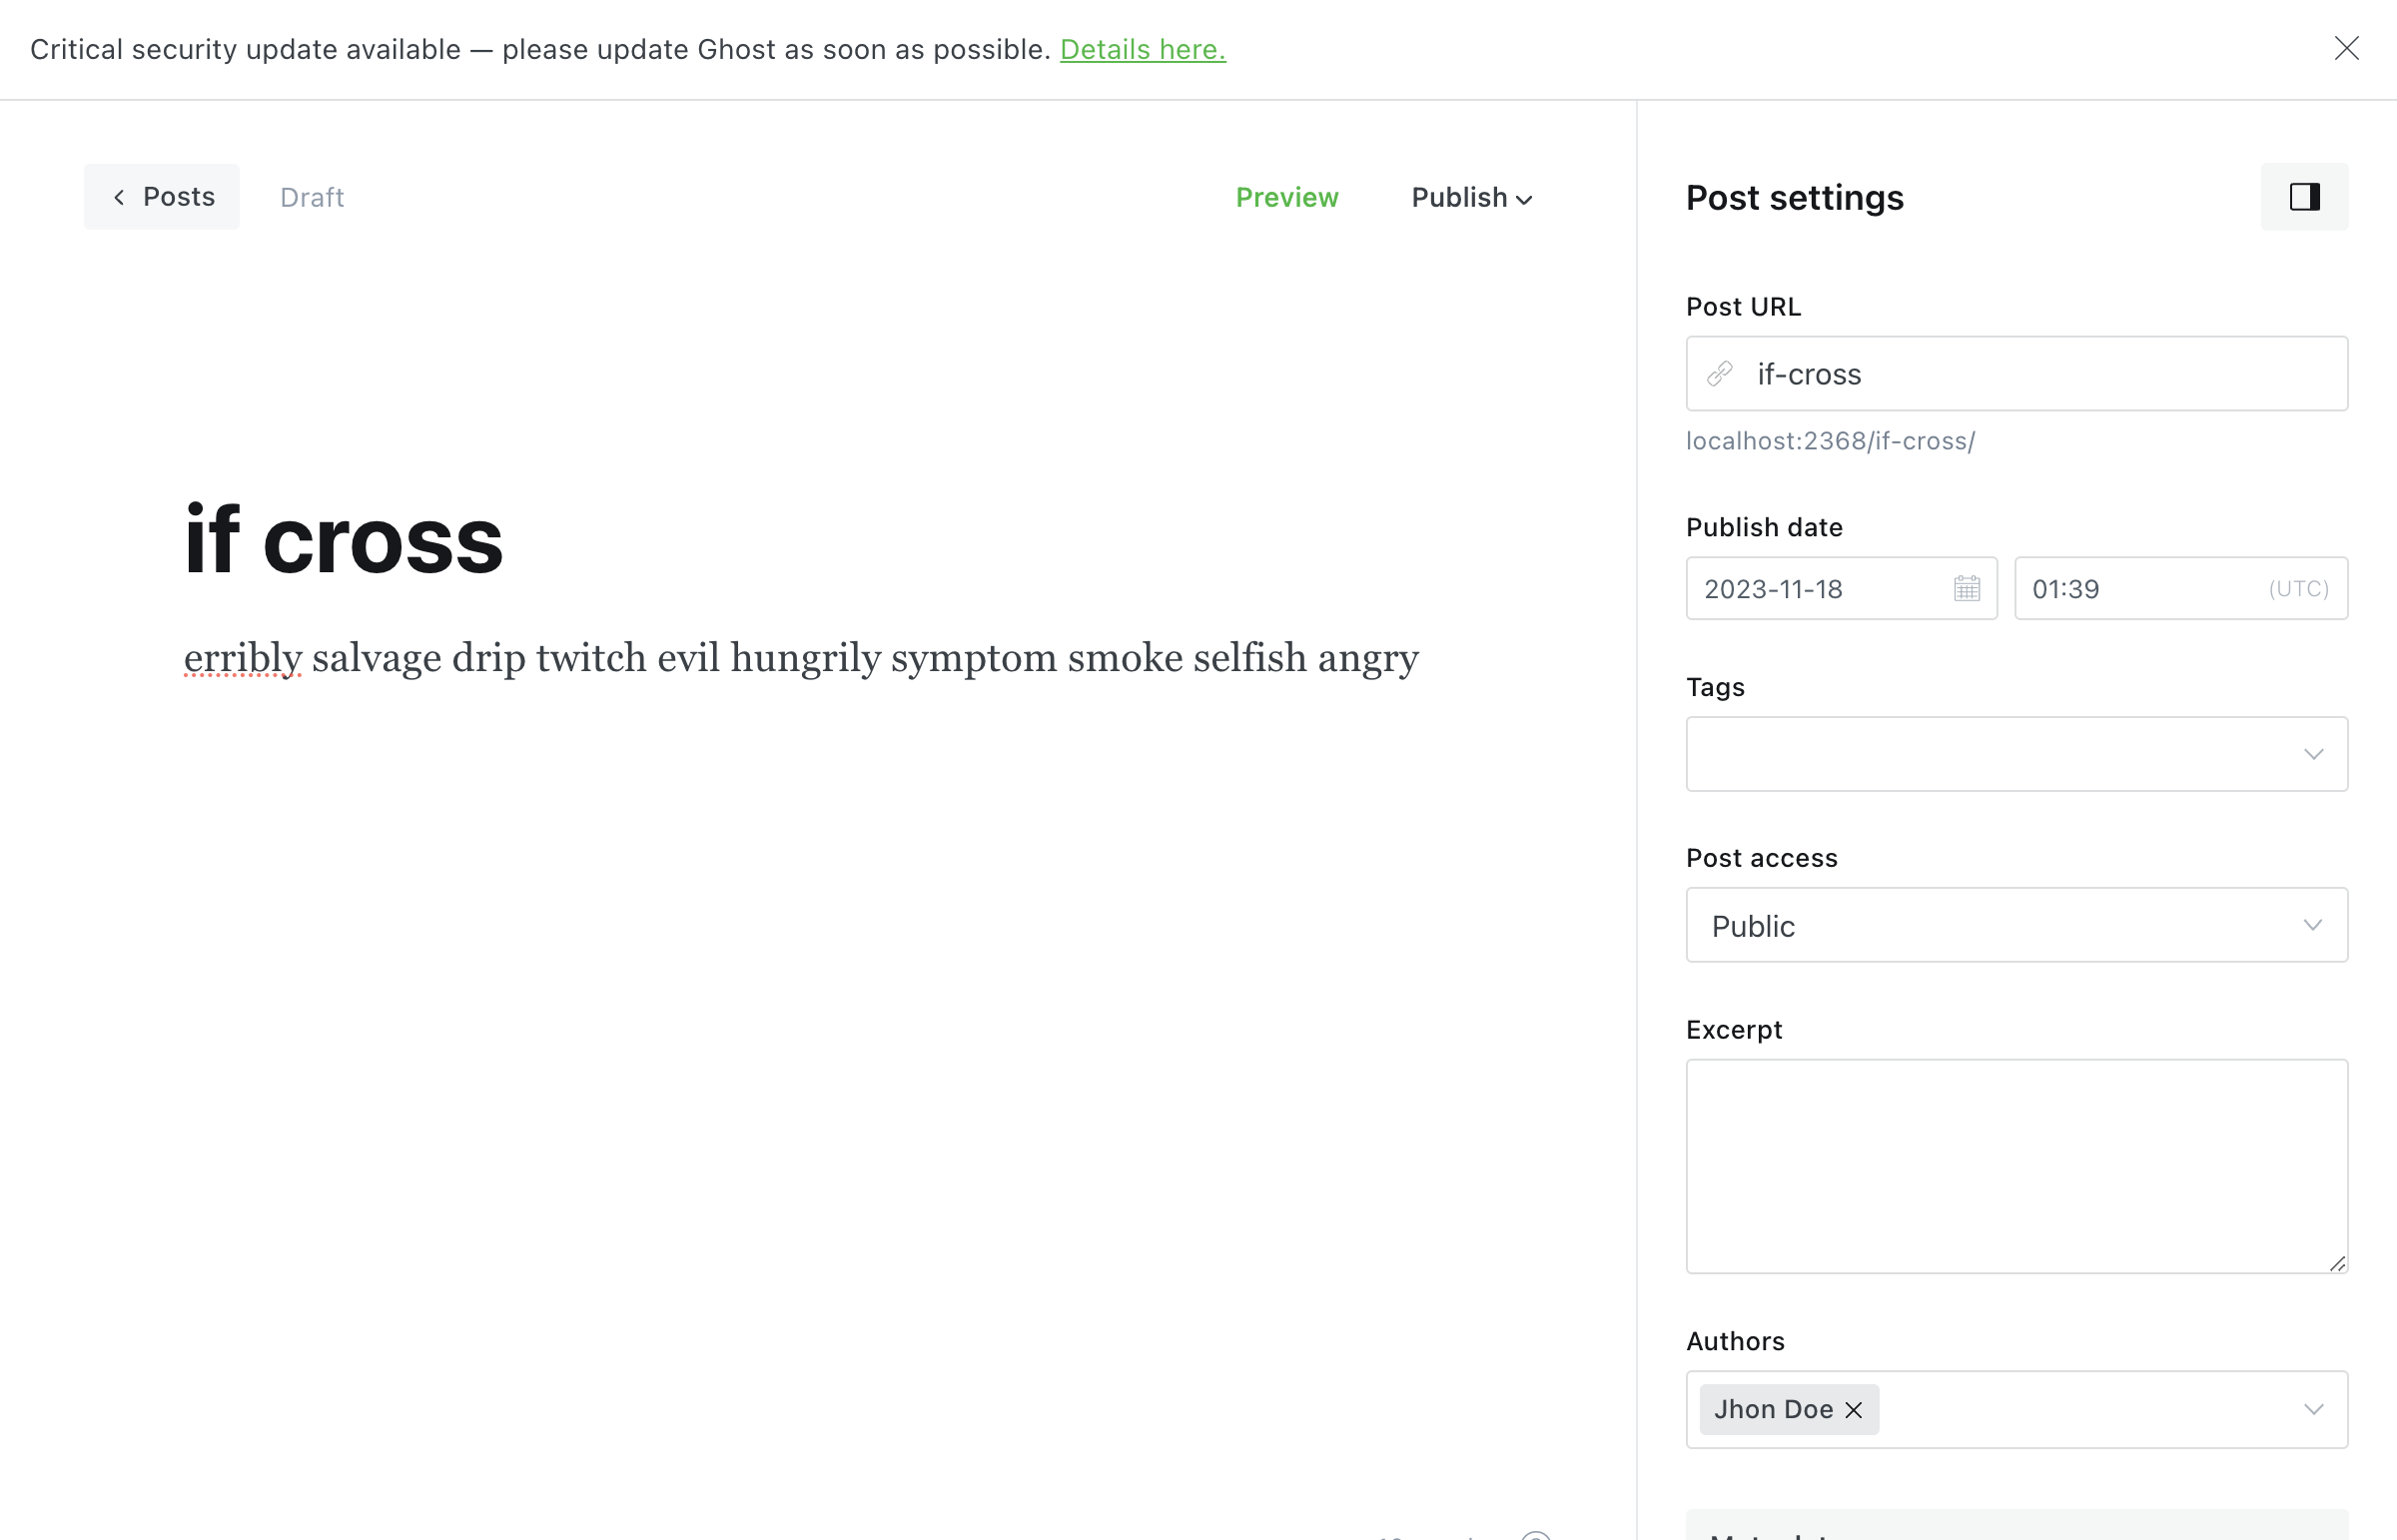 Critical security update available — please update Ghost as soon as possible. Details here.
Posts
Draft
Preview
Publish
Post settings
Post URL
if-cross
localhost:2368/if-cross/
Publish date
2023-11-18
01:39
(UTC)
if cross
erribly salvage drip twitch evil hungrily symptom smoke selfish angry
Tags
Post access
Public
Excerpt
Authors
Jhon Doe